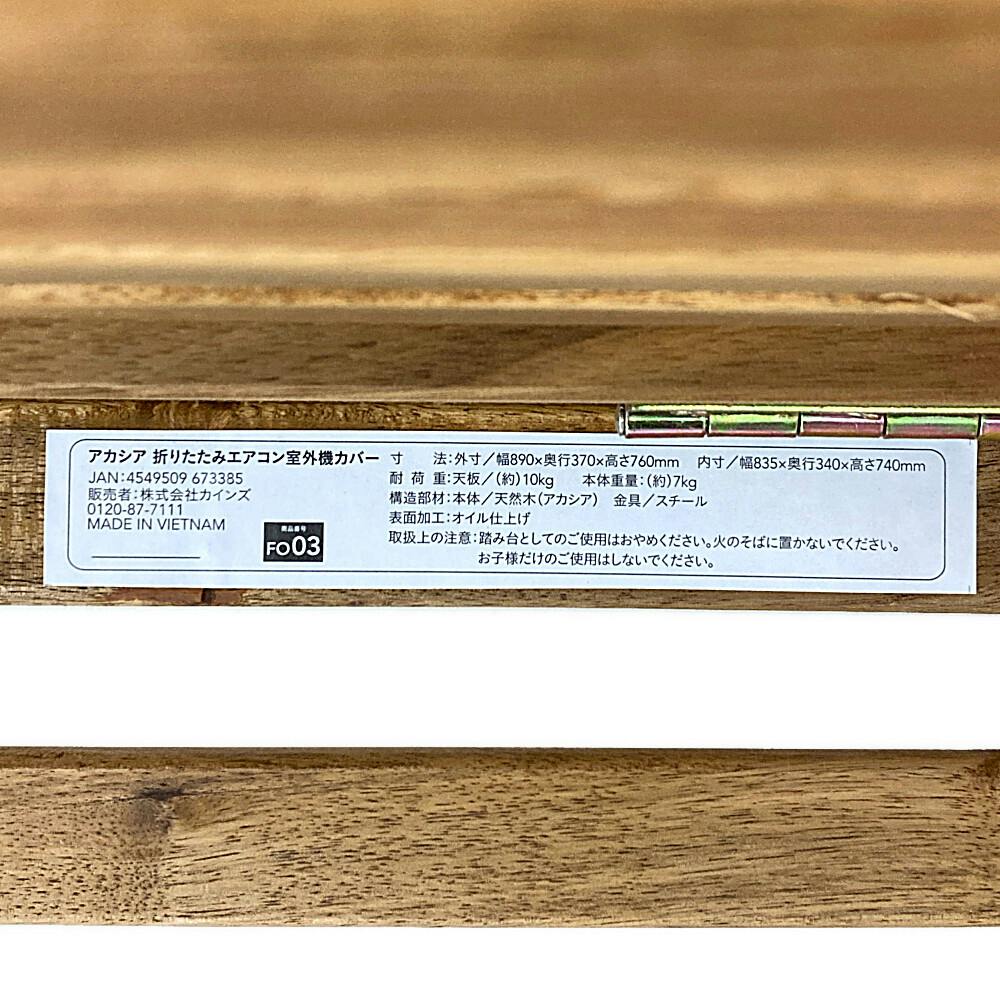 アカシア 折りたたみエアコン室外機カバー
JAN:4549509 673385
販売者:株式会社カインズ
0120-87-7111
MADE IN VIETNAM
商品番号
FO03
寸 法:外寸/幅890×奥行370×高さ760mm 内寸/幅835×奥行340×高さ740mm
耐 荷 重:天板/(約)10kg 本体重量:(約)7kg
構造部材:本体/天然木(アカシア) 金具/スチール
表面加工:オイル仕上げ
取扱上の注意:踏み台としてのご使用はおやめください。火のそばに置かないでください。
お子様だけのご使用はしないでください。